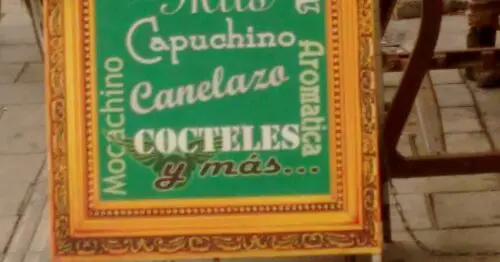 Capuchino
Canelazo
COCTELES
y más...
Mocachino
Aromatica